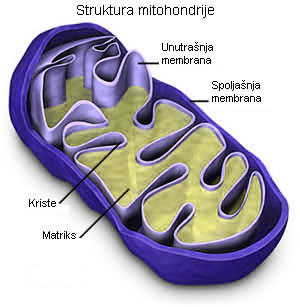 Struktura mitohondrije
Unutrašnja
membrana
Spoljašnja
membrana
Kriste
Matriks